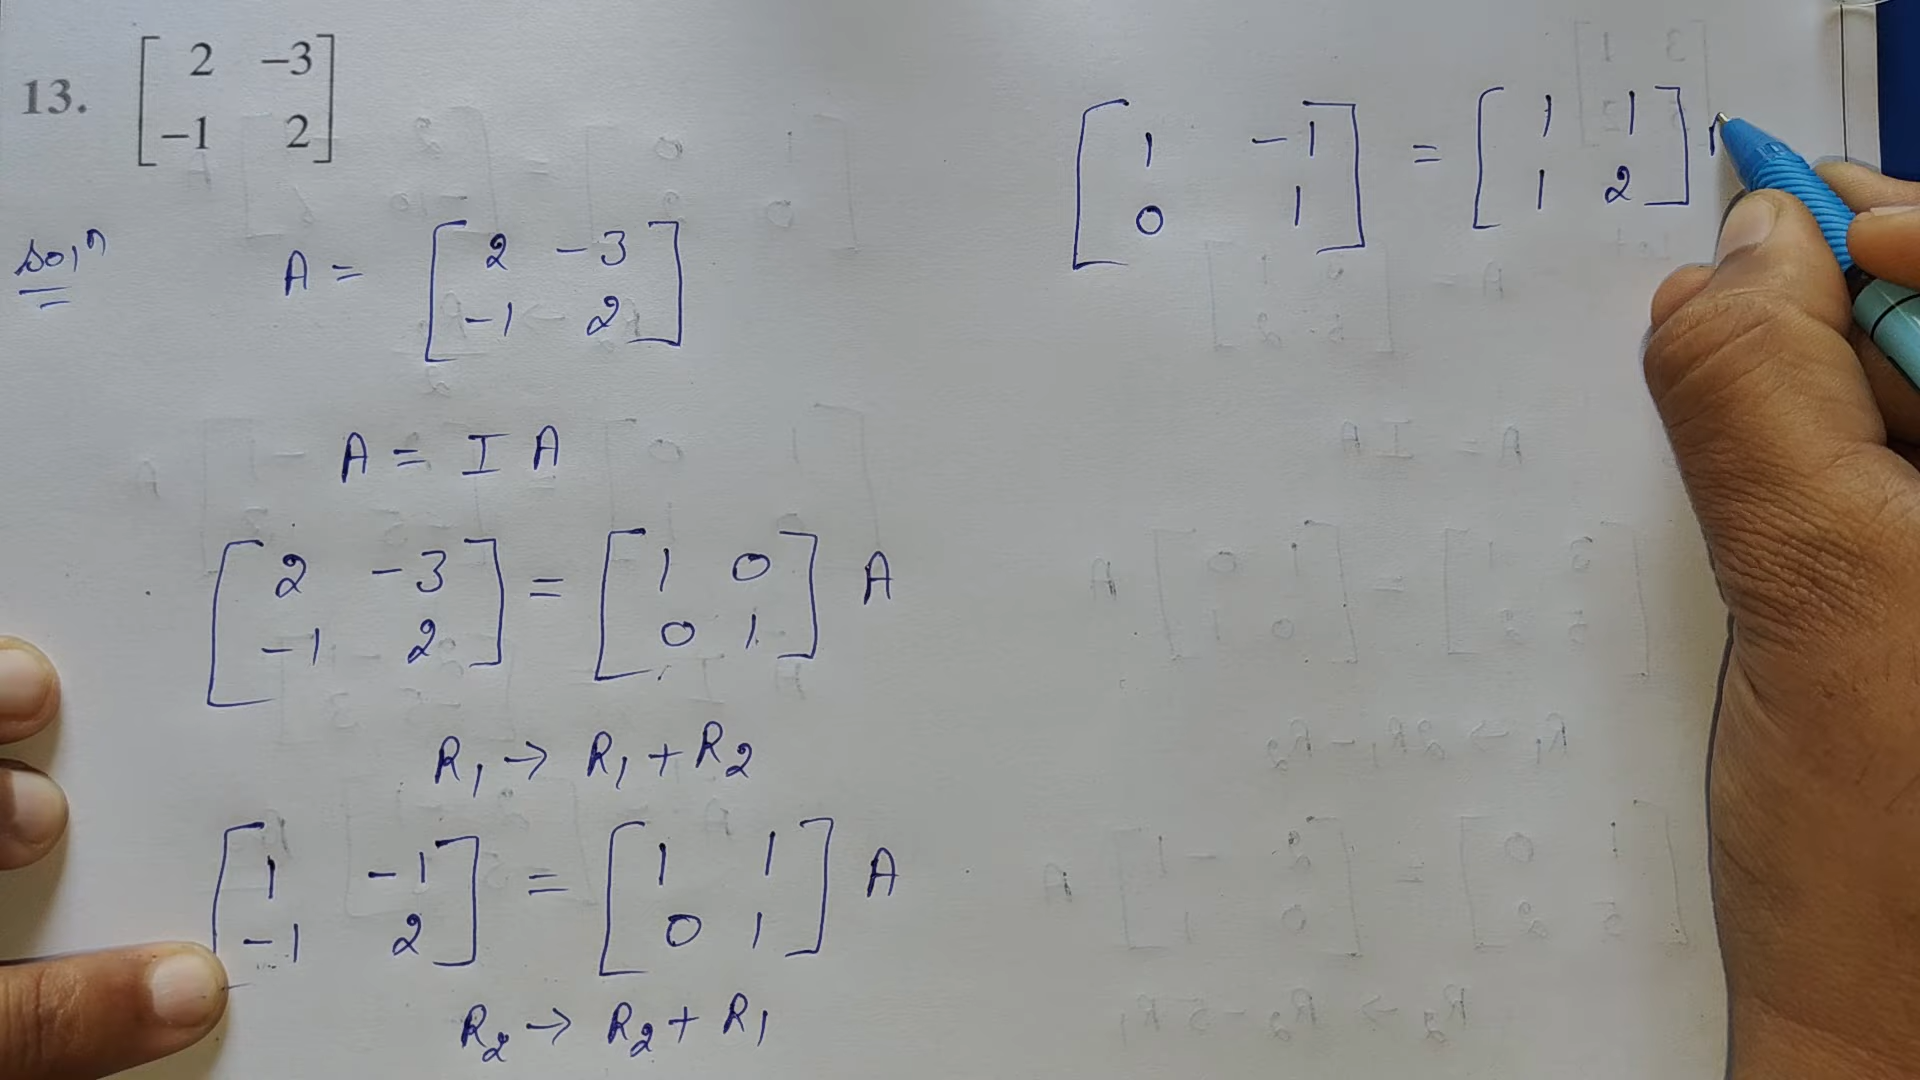 13. [ 2 -3
-1 2 ]
Solⁿ A = [ 2 -3
-1 2 ]
A = I A
[ 2 -3
-1 2 ] = [ 1 0
0 1 ] A
R₁ → R₁ + R₂
[ 1 -1
-1 2 ] = [ 1 1
0 1 ] A
R₂ → R₂ + R₁
[ 1 -1
0 1 ] = [ 1 1
1 2 ]